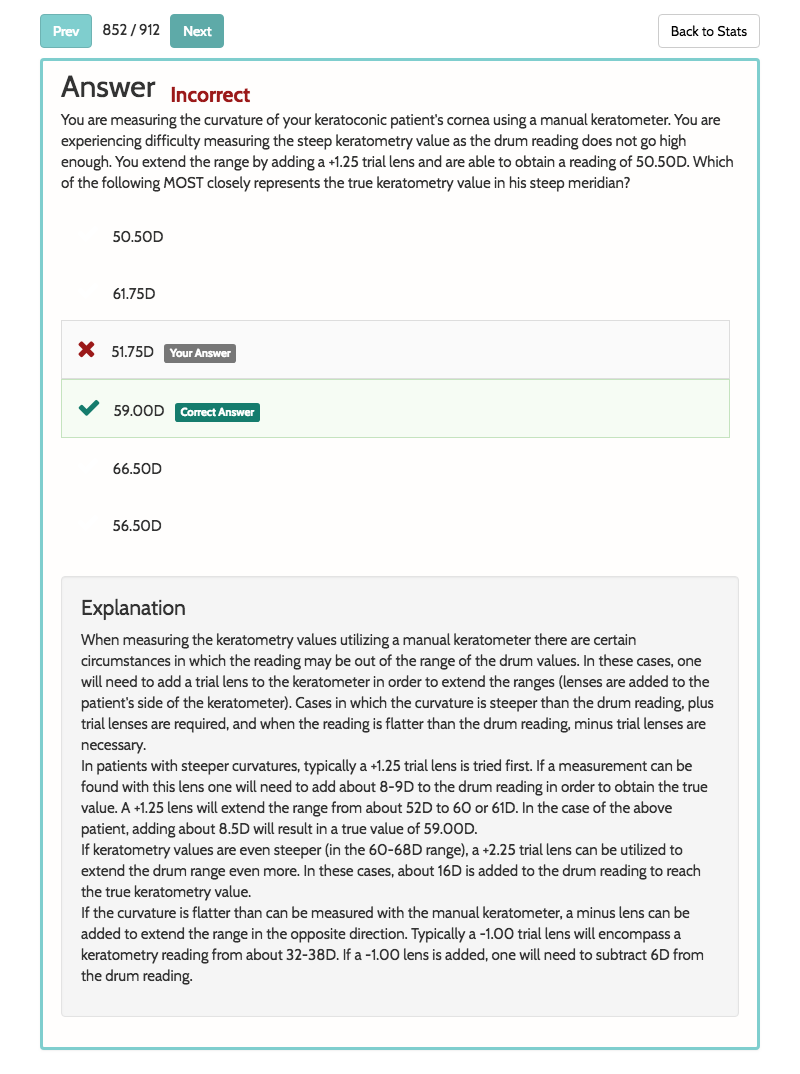 Prev 852 / 912 Next Back to Stats
Answer Incorrect
You are measuring the curvature of your keratoconic patient's cornea using a manual keratometer. You are
experiencing difficulty measuring the steep keratometry value as the drum reading does not go high
enough. You extend the range by adding a +1.25 trial lens and are able to obtain a reading of 50.50D. Which
of the following MOST closely represents the true keratometry value in his steep meridian?
50.50D
61.75D
51.75D Your Answer
59.00D Correct Answer
66.50D
56.50D
Explanation
When measuring the keratometry values utilizing a manual keratometer there are certain
circumstances in which the reading may be out of the range of the drum values. In these cases, one
will need to add a trial lens to the keratometer in order to extend the ranges (lenses are added to the
patient's side of the keratometer). Cases in which the curvature is steeper than the drum reading, plus
trial lenses are required, and when the reading is flatter than the drum reading, minus trial lenses are
necessary.
In patients with steeper curvatures, typically a +1.25 trial lens is tried first. If a measurement can be
found with this lens one will need to add about 8-9D to the drum reading in order to obtain the true
value. A +1.25 lens will extend the range from about 52D to 60 or 61D. In the case of the above
patient, adding about 8.5D will result in a true value of 59.00D.
If keratometry values are even steeper (in the 60-68D range), a +2.25 trial lens can be utilized to
extend the drum range even more. In these cases, about 16D is added to the drum reading to reach
the true keratometry value.
If the curvature is flatter than can be measured with the manual keratometer, a minus lens can be
added to extend the range in the opposite direction. Typically a -1.00 trial lens will encompass a
keratometry reading from about 32-38D. If a -1.00 lens is added, one will need to subtract 6D from
the drum reading.